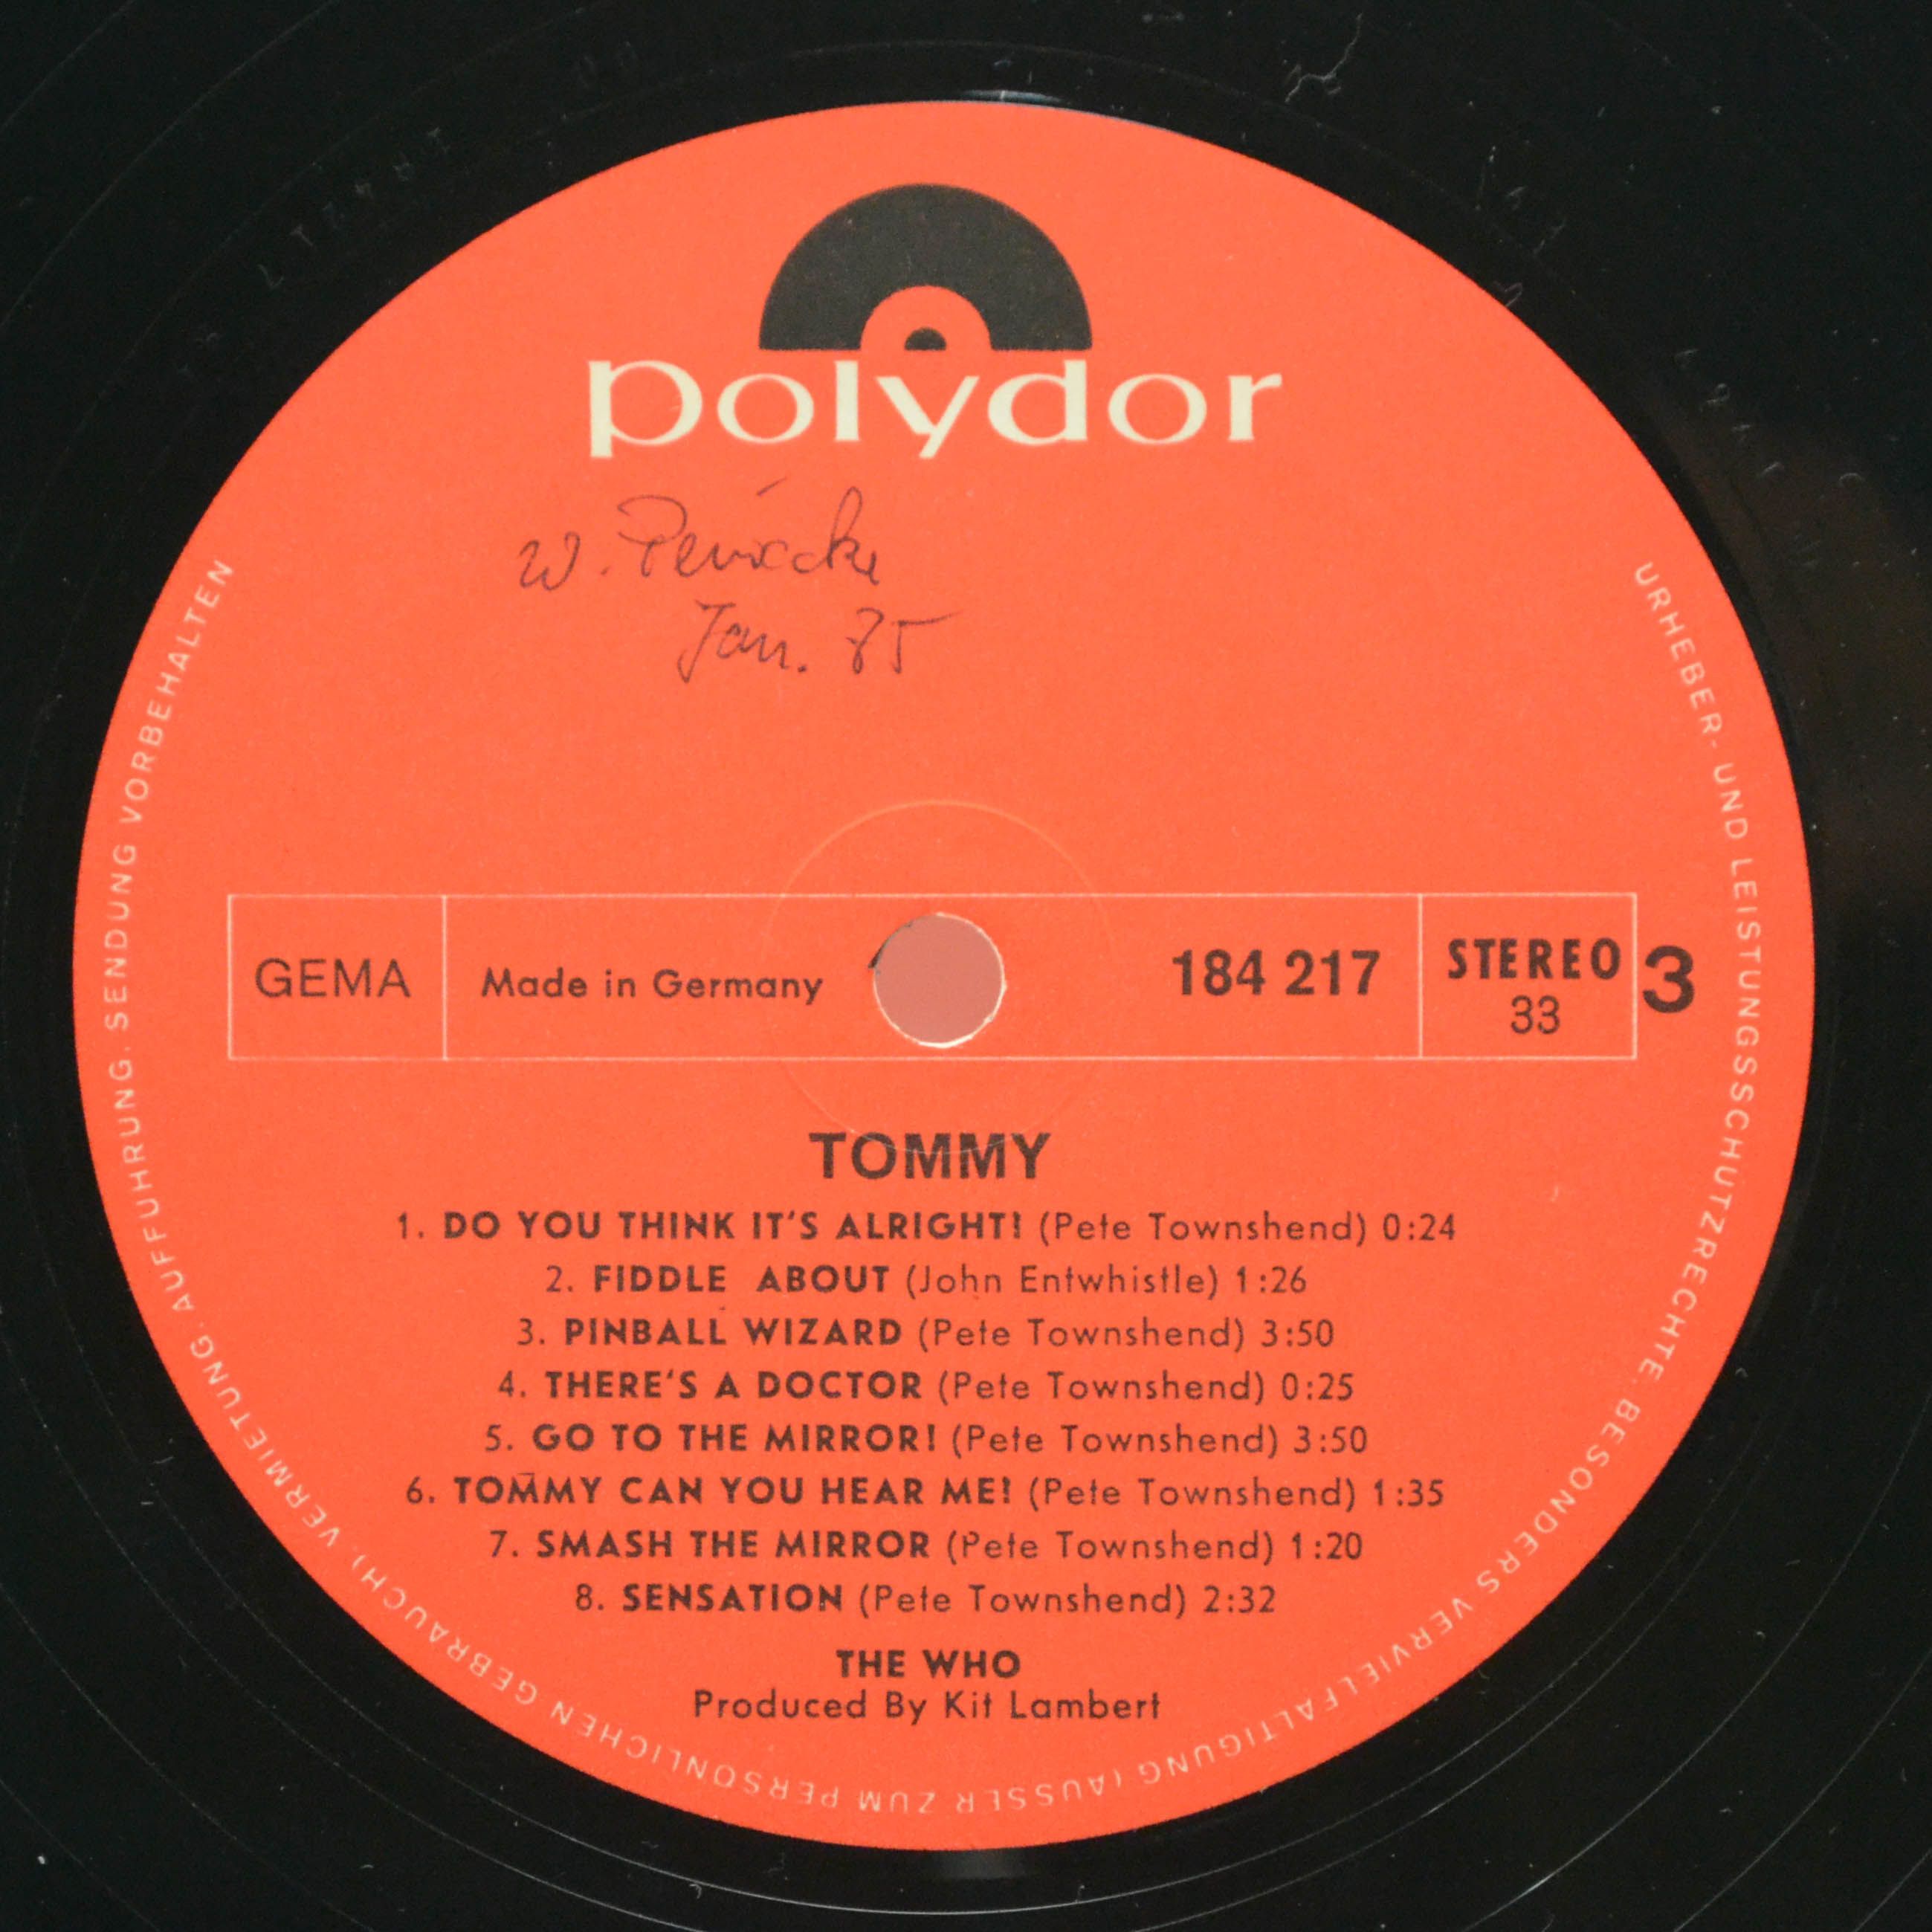 polydor
W.
Jan. 75
GEMA
Made in Germany
184 217
STEREO
33
3
TOMMY
1. DO YOU THINK IT'S ALRIGHT! (Pete Townshend) 0:24
2. FIDDLE ABOUT (John Entwhistle) 1:26
3. PINBALL WIZARD (Pete Townshend) 3:50
4. THERE'S A DOCTOR (Pete Townshend) 0:25
5. GO TO THE MIRROR! (Pete Townshend) 3:50
6. TOMMY CAN YOU HEAR ME! (Pete Townshend) 1:35
7. SMASH THE MIRROR (Pete Townshend) 1:20
8. SENSATION (Pete Townshend) 2:32
THE WHO
Produced By Kit Lambert
URHEBER- UND LEISTUNGSSCHUTZRECHTE, BESONDERS VERVIELFÄLTIGUNG (AUSSER ZUM PERSÖNLICHEN GEBRAUCH), VERMIETUNG, AUFFÜHRUNG, SENDUNG VORBEHALTEN